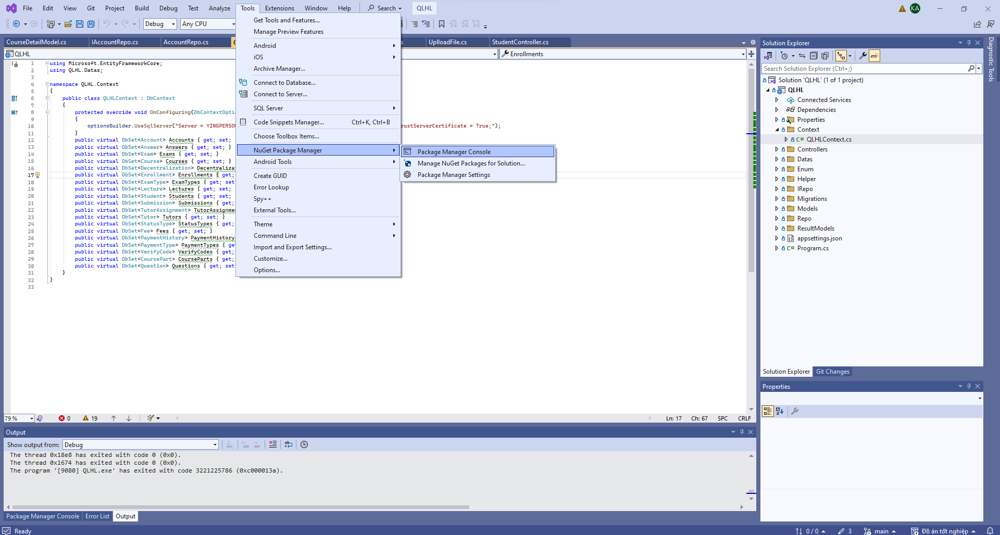 File Edit View Git Project Build Debug Test Analyze Tools Extensions Window Help Search QLHL KA
Debug Any CPU
CourseDetailModel.cs IAccountRepo.cs AccountRepo.cs UplloadFile.cs StudentController.cs
QLHL Enrollments
1 using Microsoft.EntityFrameworkCore;
2 using QLHL.Datas;
3
4 namespace QLHL.Context
5 {
6 public class QLHLContext : DbContext
7 {
8 protected override void OnConfiguring(DbContextOptio
9 {
10 optionsBuilder.UseSqlServer("Server = YINGPERSO rustServerCertificate = True;");
11 }
12 public virtual DbSet<Account> Accounts { get; set;
13 public virtual DbSet<Answer> Answers { get; set; }
14 public virtual DbSet<Exam> Exams { get; set; }
15 public virtual DbSet<Course> Courses { get; set; }
16 public virtual DbSet<Decentralization> Decentraliza
17 public virtual DbSet<Enrollment> Enrollments { get;
18 public virtual DbSet<ExamType> ExamTypes { get; set
19 public virtual DbSet<Lecture> Lectures { get; set;
20 public virtual DbSet<Student> Students { get; set;
21 public virtual DbSet<Submission> Submissions { get;
22 public virtual DbSet<TutorAssignment> TutorAssignme
23 public virtual DbSet<Tutor> Tutors { get; set; }
24 public virtual DbSet<StatusType> StatusTypes { get;
25 public virtual DbSet<Fee> Fees { get; set; }
26 public virtual DbSet<PaymentHistory> PaymentHistory
27 public virtual DbSet<PaymentType> PaymentTypes { get
28 public virtual DbSet<VerifyCode> VerifyCodes { get;
29 public virtual DbSet<CoursePart> CourseParts { get;
30 public virtual DbSet<Question> Questions { get; set
31 }
32 }
33
Get Tools and Features...
Manage Preview Features
Android
iOS
Archive Manager...
Connect to Database...
Connect to Server...
SQL Server
Code Snippets Manager... Ctrl+K, Ctrl+B
Choose Toolbox Items...
NuGet Package Manager
Android Tools
Create GUID
Error Lookup
Spy++
External Tools...
Theme
Command Line
Import and Export Settings...
Customize...
Options...
Package Manager Console
Manage NuGet Packages for Solution...
Package Manager Settings
79 % 0 19 Ln: 17 Ch: 67 SPC CRLF
Output
Show output from: Debug
The thread 0x18e8 has exited with code 0 (0x0).
The thread 0x1674 has exited with code 0 (0x0).
The program '[9080] QLHL.exe' has exited with code 3221225786 (0xc000013a).
Package Manager Console Error List Output
Solution Explorer
Search Solution Explorer (Ctrl+;)
Solution 'QLHL' (1 of 1 project)
QLHL
Connected Services
Dependencies
Properties
Context
C# QLHLContext.cs
Controllers
Datas
Enum
Helper
IRepo
Migrations
Models
Repo
ResultModels
appsettings.json
C# Program.cs
Solution Explorer Git Changes
Properties
Diagnostic Tools
Ready 0 / 0 3 main Đồ án tốt nghiệp